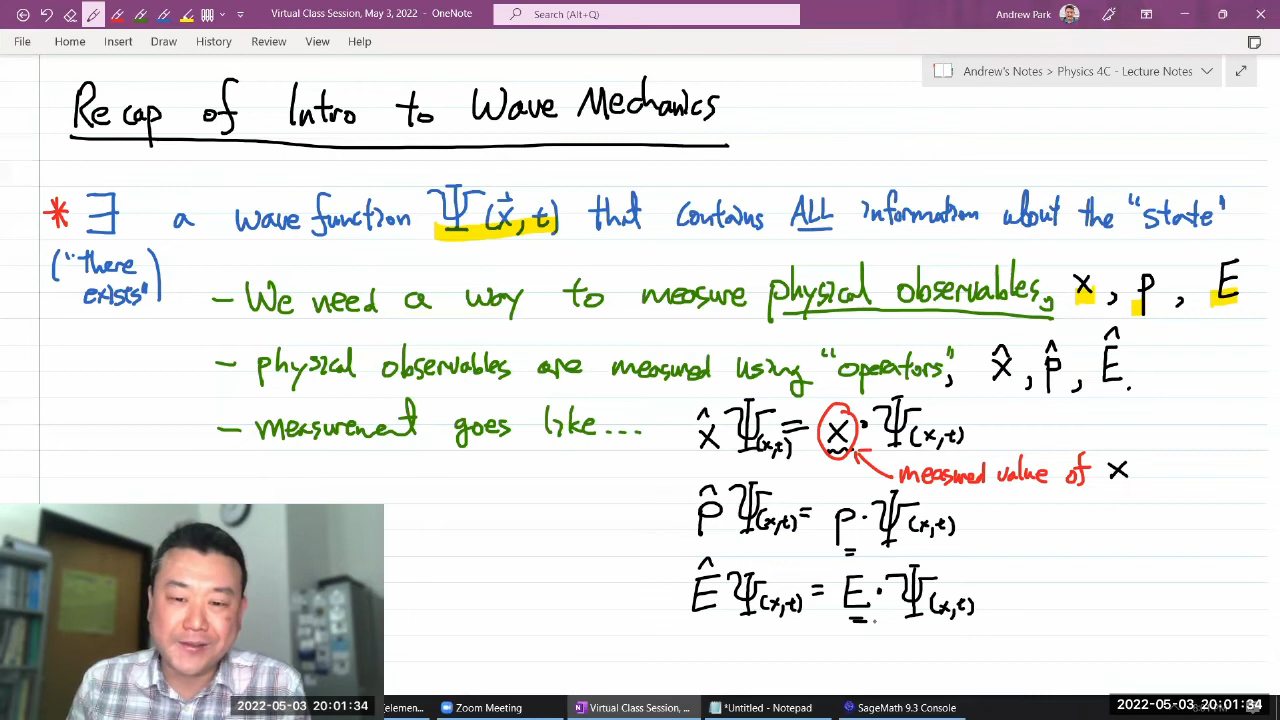 Virtual Class Session, May 3, 2022 - OneNote
Search (Alt+Q)
Andrew Park
File Home Insert Draw History Review View Help
Andrew's Notes > Physics 4C - Lecture Notes
Recap of Intro to Wave Mechanics
* ∃ a wave function Ψ(x⃗, t) that contains ALL information about the "state"
("there exists")
- We need a way to measure physical observables, x, p, E
- physical observables are measured using "operators", x̂, p̂, Ê.
- measurement goes like...
x̂ Ψ(x,t) = x · Ψ(x,t)
measured value of x
p̂ Ψ(x,t) = p · Ψ(x,t)
Ê Ψ(x,t) = E · Ψ(x,t)
2022-05-03 20:01:34
(elemen...
Zoom Meeting
Virtual Class Session, ...
*Untitled - Notepad
SageMath 9.3 Console
2022-05-03 20:01:34